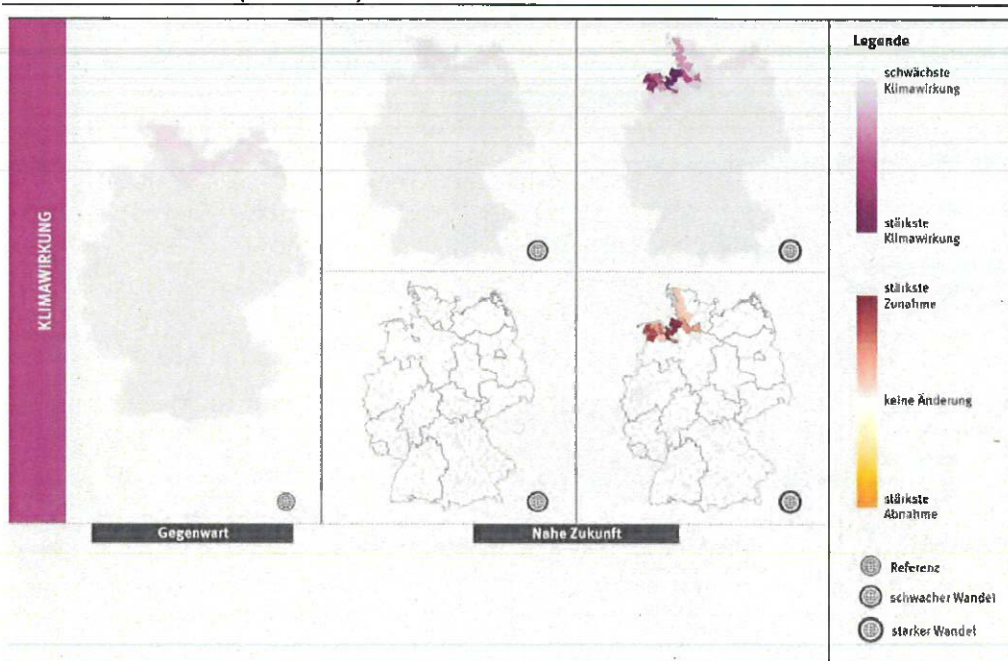 KLIMAWIRKUNG
Gegenwart
Nahe Zukunft
Legende
schwächste
Klimawirkung
stärkste
Klimawirkung
stärkste
Zunahme
keine Änderung
stärkste
Abnahme
Referenz
schwacher Wandel
starker Wandel